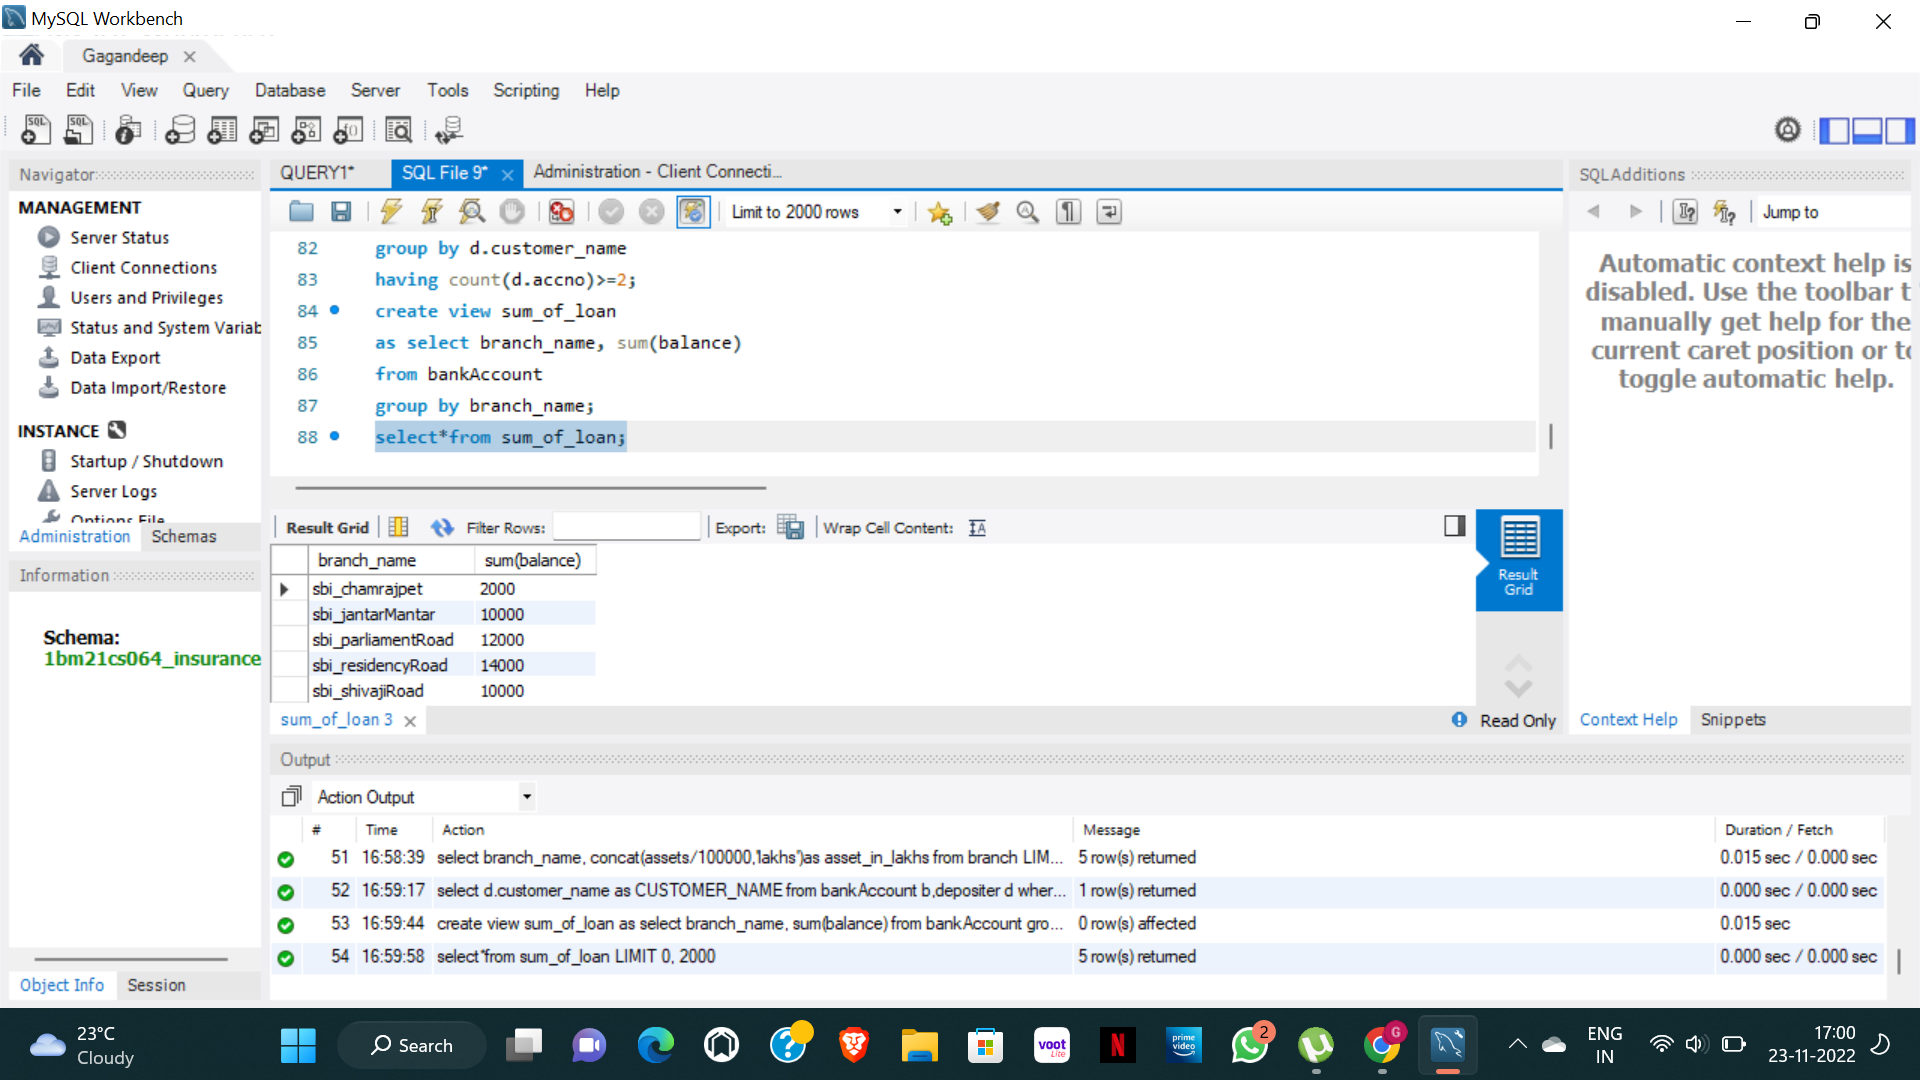 MySQL Workbench
Gagandeep
File Edit View Query Database Server Tools Scripting Help
Navigator
QUERY1* SQL File 9* Administration - Client Connecti...
SQLAdditions
MANAGEMENT
Server Status
Client Connections
Users and Privileges
Status and System Variab
Data Export
Data Import/Restore
INSTANCE
Startup / Shutdown
Server Logs
Options File
Administration Schemas
Information
Schema:
1bm21cs064_insurance
Object Info Session
Limit to 2000 rows
82 group by d.customer_name
83 having count(d.accno)>=2;
84 create view sum_of_loan
85 as select branch_name, sum(balance)
86 from bankAccount
87 group by branch_name;
88 select*from sum_of_loan;
Result Grid Filter Rows: Export: Wrap Cell Content:
branch_name sum(balance)
sbi_chamrajpet 2000
sbi_jantarMantar 10000
sbi_parliamentRoad 12000
sbi_residencyRoad 14000
sbi_shivajiRoad 10000
Result
Grid
sum_of_loan 3
Read Only
Jump to
Automatic context help is
disabled. Use the toolbar t
manually get help for the
current caret position or to
toggle automatic help.
Context Help Snippets
Output
Action Output
# Time Action Message Duration / Fetch
51 16:58:39 select branch_name, concat(assets/100000,'lakhs')as asset_in_lakhs from branch LIM... 5 row(s) returned 0.015 sec / 0.000 sec
52 16:59:17 select d.customer_name as CUSTOMER_NAME from bankAccount b,depositer d wher... 1 row(s) returned 0.000 sec / 0.000 sec
53 16:59:44 create view sum_of_loan as select branch_name, sum(balance) from bankAccount gro... 0 row(s) affected 0.015 sec
54 16:59:58 select*from sum_of_loan LIMIT 0, 2000 5 row(s) returned 0.000 sec / 0.000 sec
23°C
Cloudy
Search
voot
Lite
N
prime
video
2
G
ENG
IN
17:00
23-11-2022